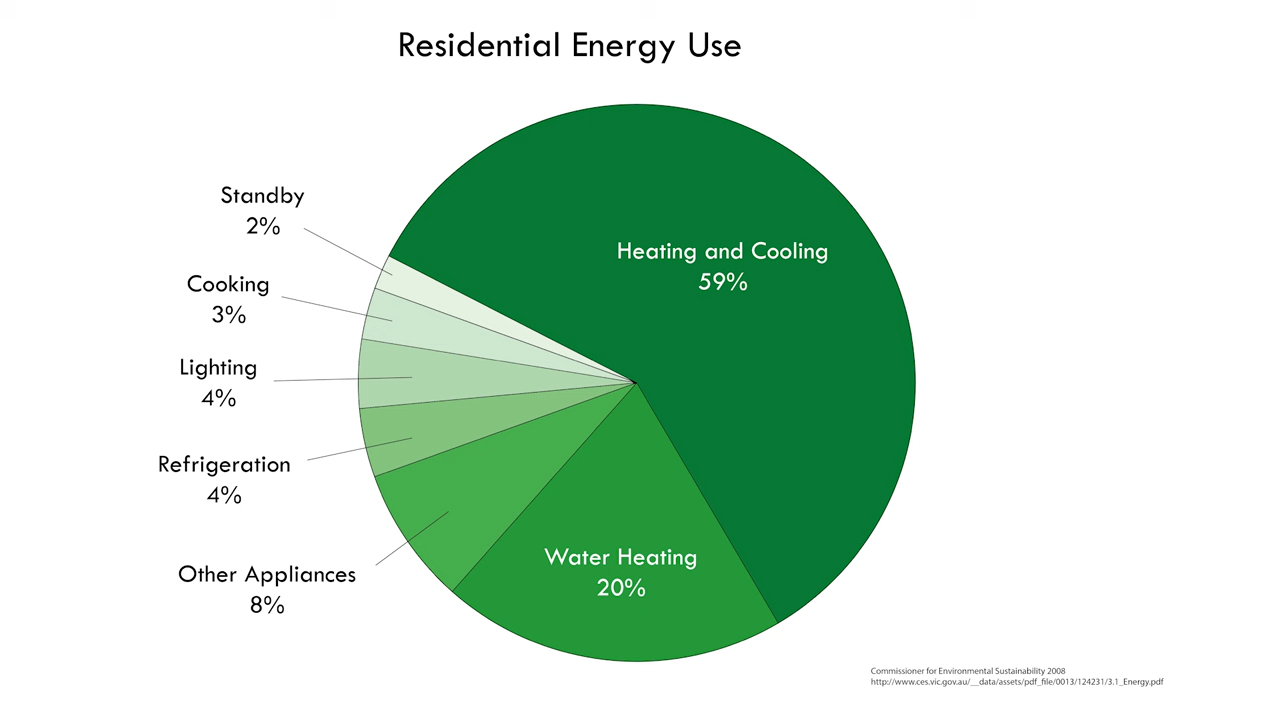 Residential Energy Use
Standby
2%
Heating and Cooling
59%
Cooking
3%
Lighting
4%
Refrigeration
4%
Water Heating
20%
Other Appliances
8%
Commissioner for Environmental Sustainability 2008
http://www.ces.vic.gov.au/__data/assets/pdf_file/0013/124231/3.1_Energy.pdf